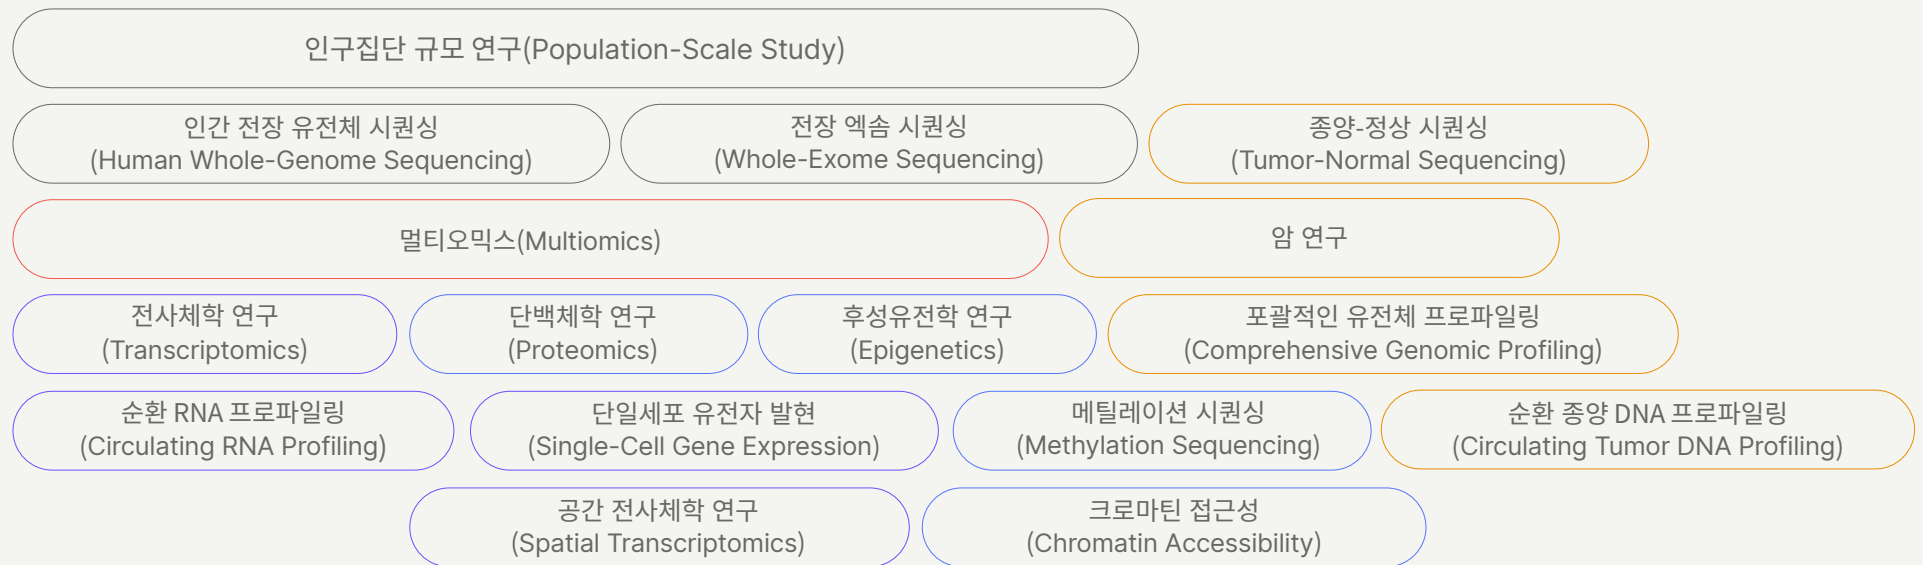 인구집단 규모 연구(Population-Scale Study)
인간 전장 유전체 시퀀싱
(Human Whole-Genome Sequencing)
전장 엑솜 시퀀싱
(Whole-Exome Sequencing)
종양-정상 시퀀싱
(Tumor-Normal Sequencing)
멀티오믹스(Multiomics)
암 연구
전사체학 연구
(Transcriptomics)
단백체학 연구
(Proteomics)
후성유전학 연구
(Epigenetics)
포괄적인 유전체 프로파일링
(Comprehensive Genomic Profiling)
순환 RNA 프로파일링
(Circulating RNA Profiling)
단일세포 유전자 발현
(Single-Cell Gene Expression)
메틸레이션 시퀀싱
(Methylation Sequencing)
순환 종양 DNA 프로파일링
(Circulating Tumor DNA Profiling)
공간 전사체학 연구
(Spatial Transcriptomics)
크로마틴 접근성
(Chromatin Accessibility)